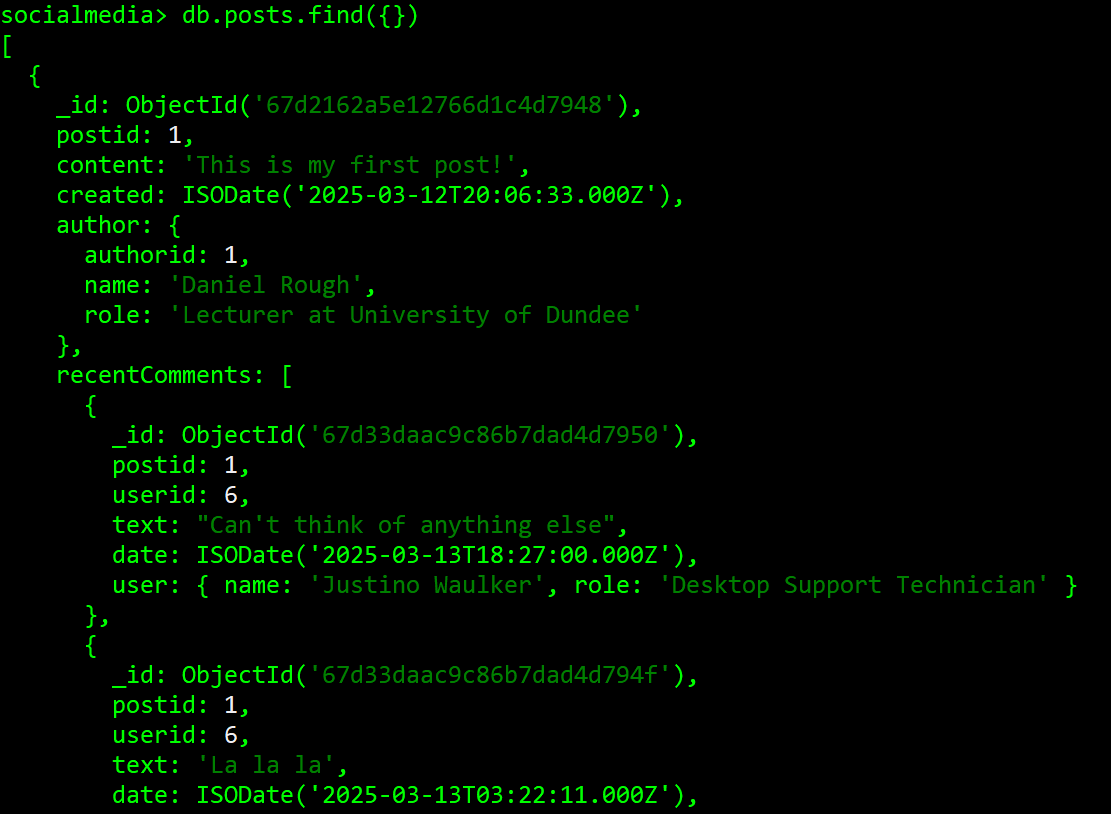 socialmedia> db.posts.find({})
[
  {
    _id: ObjectId('67d2162a5e12766d1c4d7948'),
    postid: 1,
    content: 'This is my first post!',
    created: ISODate('2025-03-12T20:06:33.000Z'),
    author: {
      authorid: 1,
      name: 'Daniel Rough',
      role: 'Lecturer at University of Dundee'
    },
    recentComments: [
      {
        _id: ObjectId('67d33daac9c86b7dad4d7950'),
        postid: 1,
        userid: 6,
        text: "Can't think of anything else",
        date: ISODate('2025-03-13T18:27:00.000Z'),
        user: { name: 'Justino Waulker', role: 'Desktop Support Technician' }
      },
      {
        _id: ObjectId('67d33daac9c86b7dad4d794f'),
        postid: 1,
        userid: 6,
        text: 'La la la',
        date: ISODate('2025-03-13T03:22:11.000Z'),